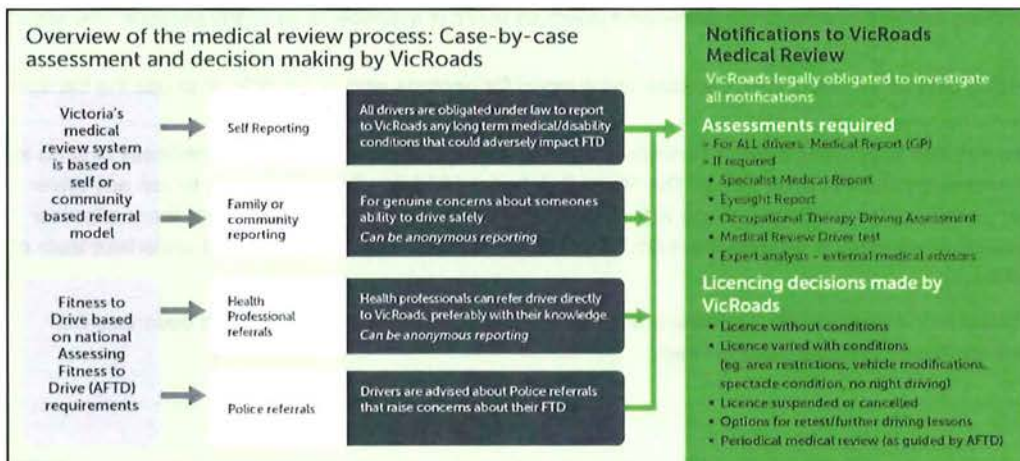 Overview of the medical review process: Case-by-case
assessment and decision making by VicRoads
Victoria's
medical
review system
is based on
self or
community
based referral
model
Self Reporting
All drivers are obligated under law to report
to VicRoads any long term medical/disability
conditions that could adversely impact FTD
Family or
community
reporting
For genuine concerns about someones
ability to drive safely.
Can be anonymous reporting
Fitness to
Drive based
on national
Assessing
Fitness to
Drive (AFTD)
requirements
Health
Professional
referrals
Health professionals can refer driver directly
to VicRoads, preferably with their knowledge.
Can be anonymous reporting
Police referrals
Drivers are advised about Police referrals
that raise concerns about their FTD
Notifications to VicRoads
Medical Review
VicRoads legally obligated to investigate
all notifications
Assessments required
» For ALL drivers: Medical Report (GP)
» If required
• Specialist Medical Report
• Eyesight Report
• Occupational Therapy Driving Assessment
• Medical Review Driver test
• Expert analysis – external medical advisors
Licencing decisions made by
VicRoads
• Licence without conditions
• Licence varied with conditions
(eg. area restrictions, vehicle modifications,
spectacle condition, no night driving)
• Licence suspended or cancelled
• Options for retest/further driving lessons
• Periodical medical review (as guided by AFTD)